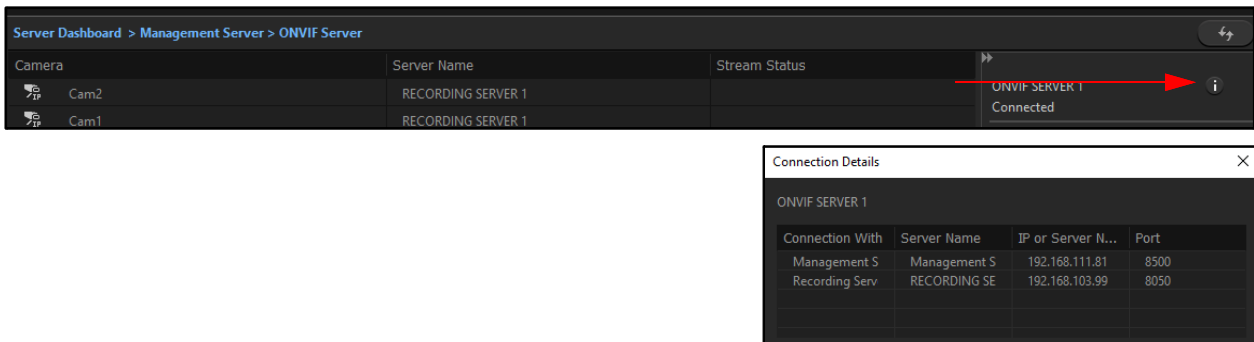 Server Dashboard > Management Server > ONVIF Server
Camera Server Name Stream Status
Cam2 RECORDING SERVER 1
Cam1 RECORDING SERVER 1
ONVIF SERVER 1
Connected
Connection Details
ONVIF SERVER 1
Connection With Server Name IP or Server N... Port
Management S Management S 192.168.111.81 8500
Recording Serv RECORDING SE 192.168.103.99 8050